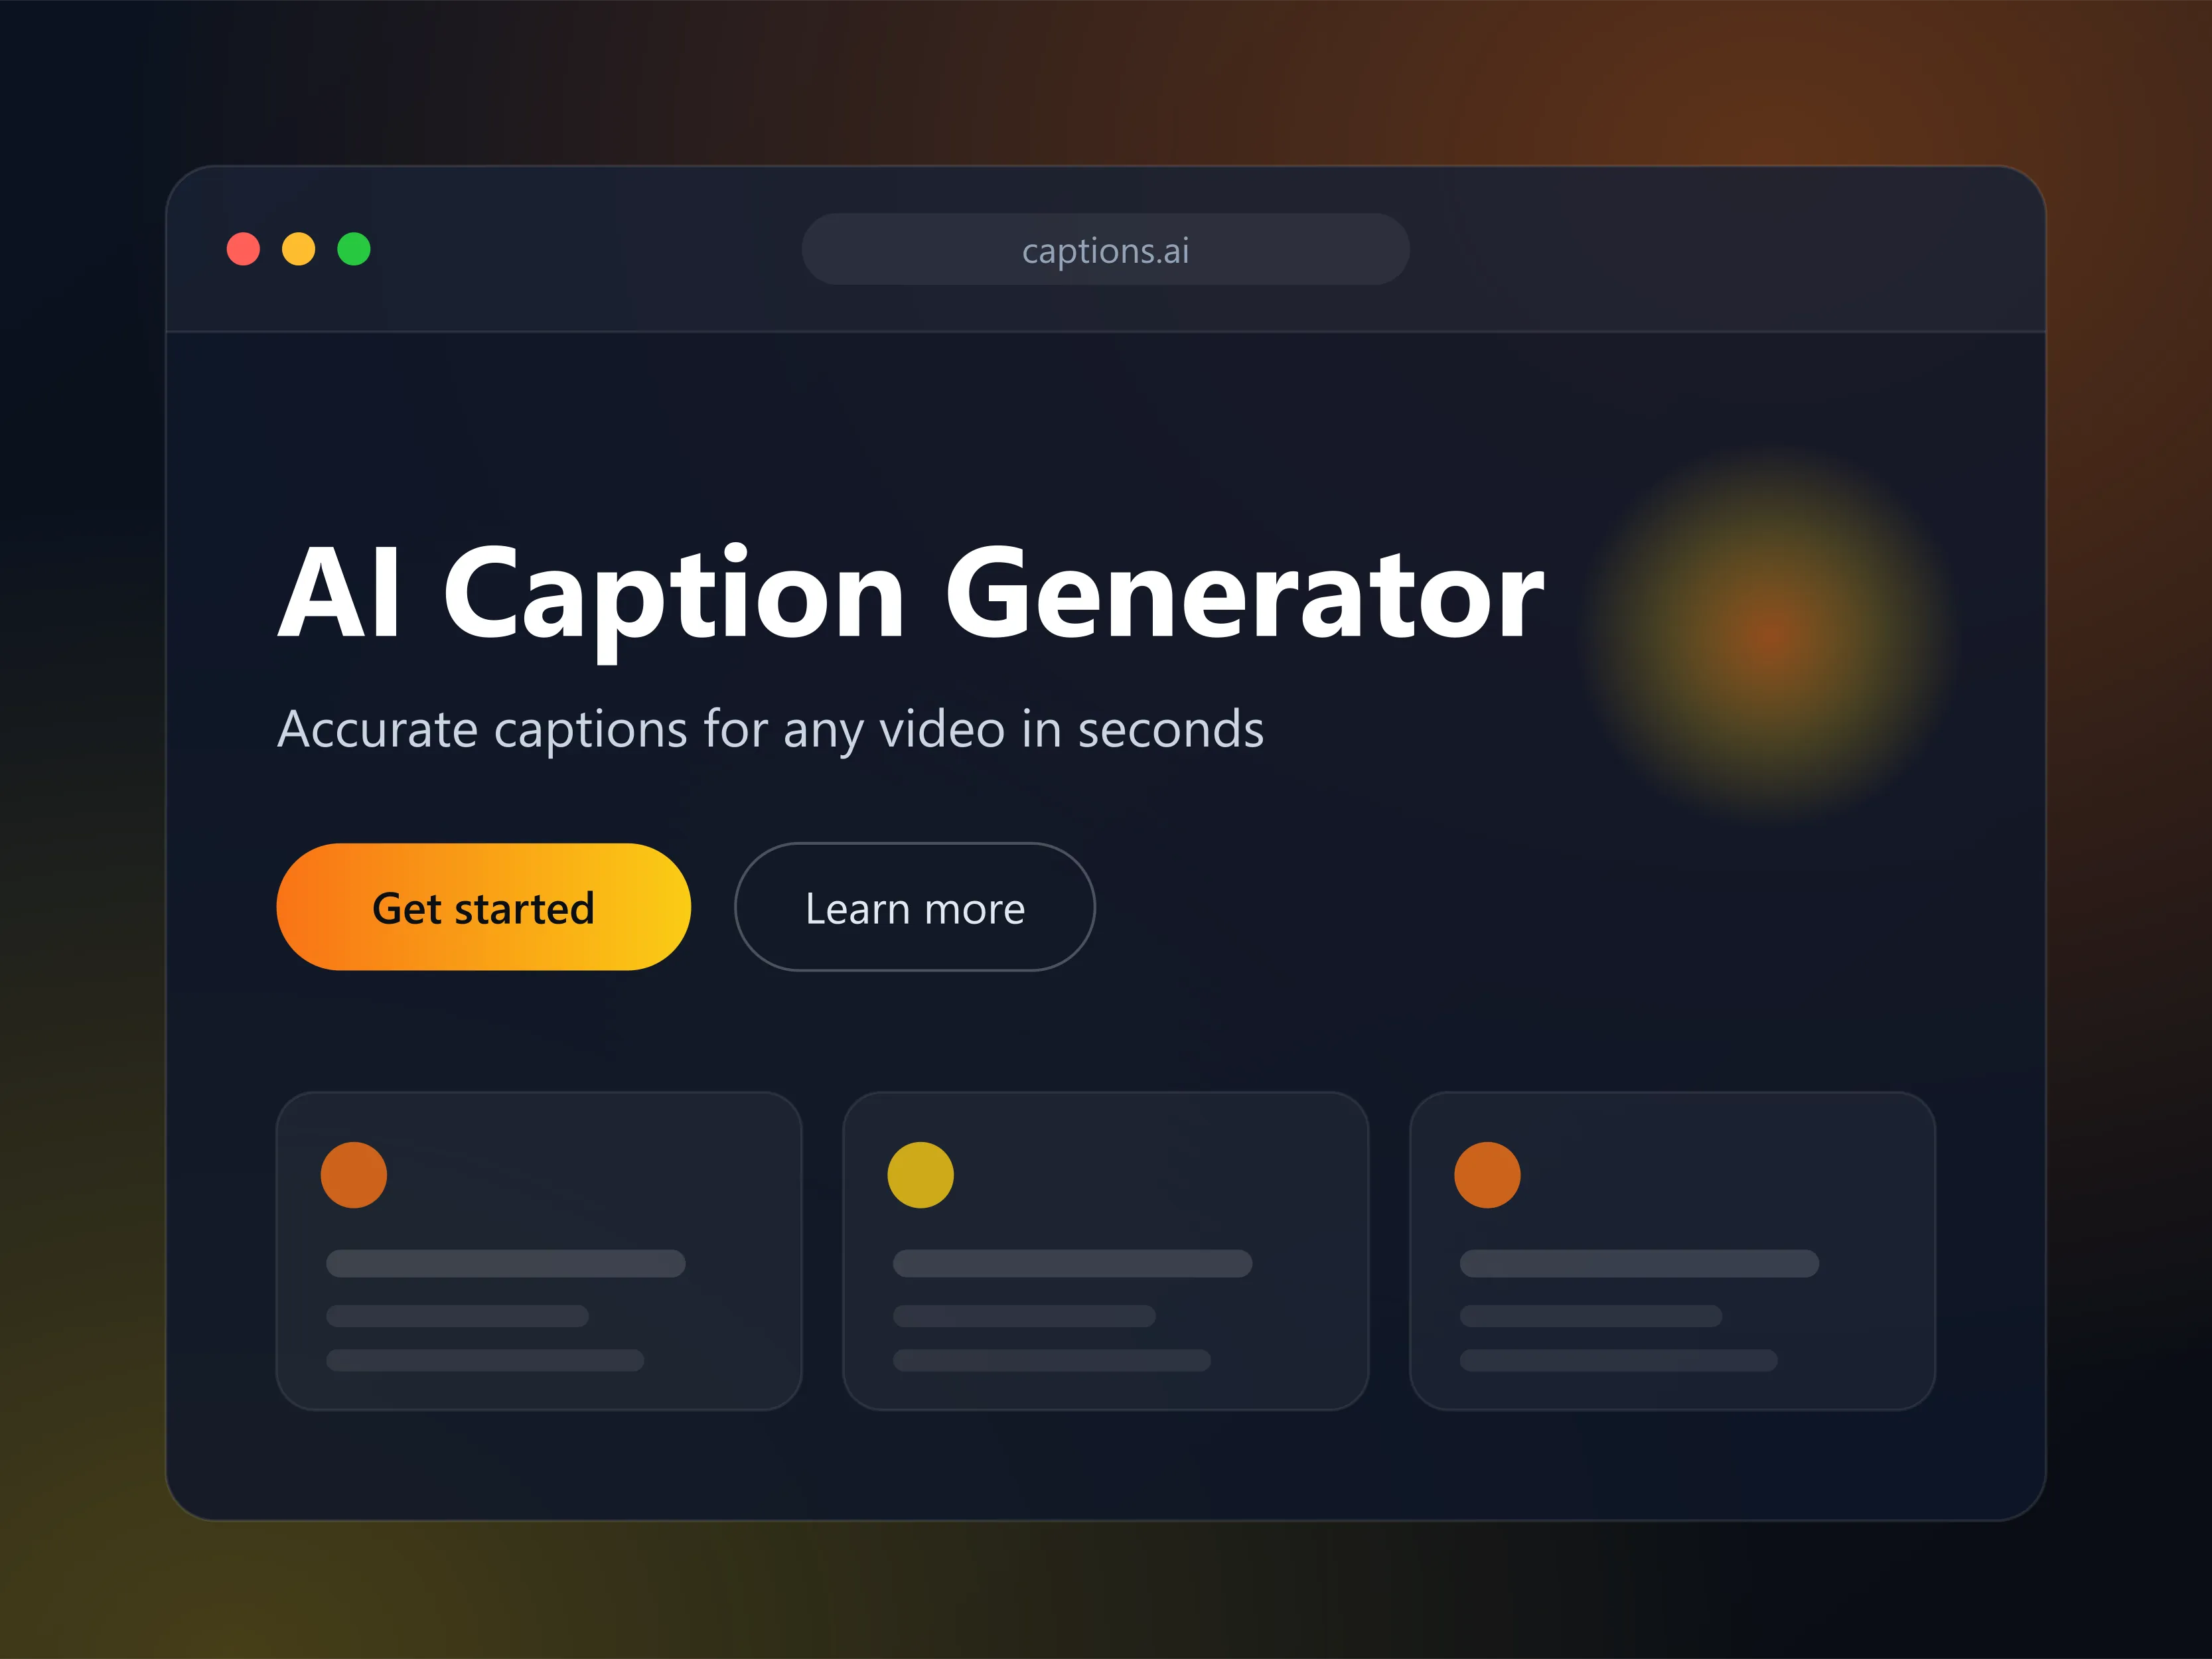 captions.ai
AI Caption Generator
Accurate captions for any video in seconds
Get started
Learn more